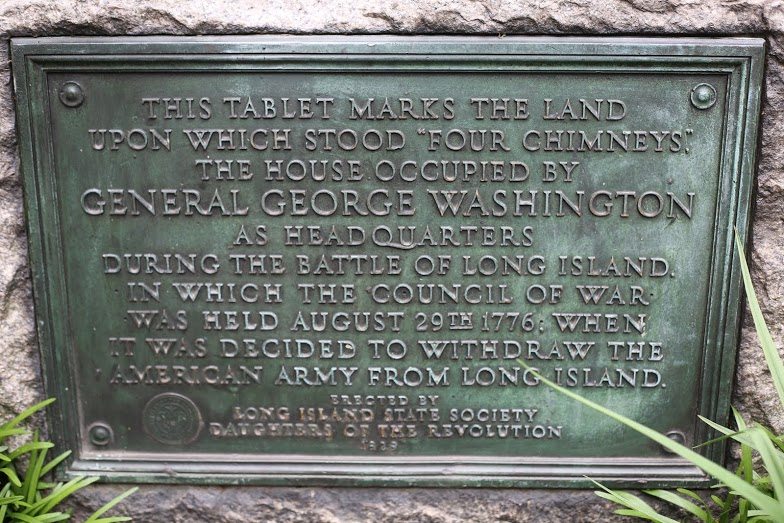 THIS TABLET MARKS THE LAND
UPON WHICH STOOD "FOUR CHIMNEYS",
THE HOUSE OCCUPIED BY
GENERAL GEORGE WASHINGTON
AS HEADQUARTERS
DURING THE BATTLE OF LONG ISLAND.
IN WHICH THE COUNCIL OF WAR
WAS HELD AUGUST 29TH 1776; WHEN
IT WAS DECIDED TO WITHDRAW THE
AMERICAN ARMY FROM LONG ISLAND.
ERECTED BY
LONG ISLAND STATE SOCIETY
DAUGHTERS OF THE REVOLUTION
1929